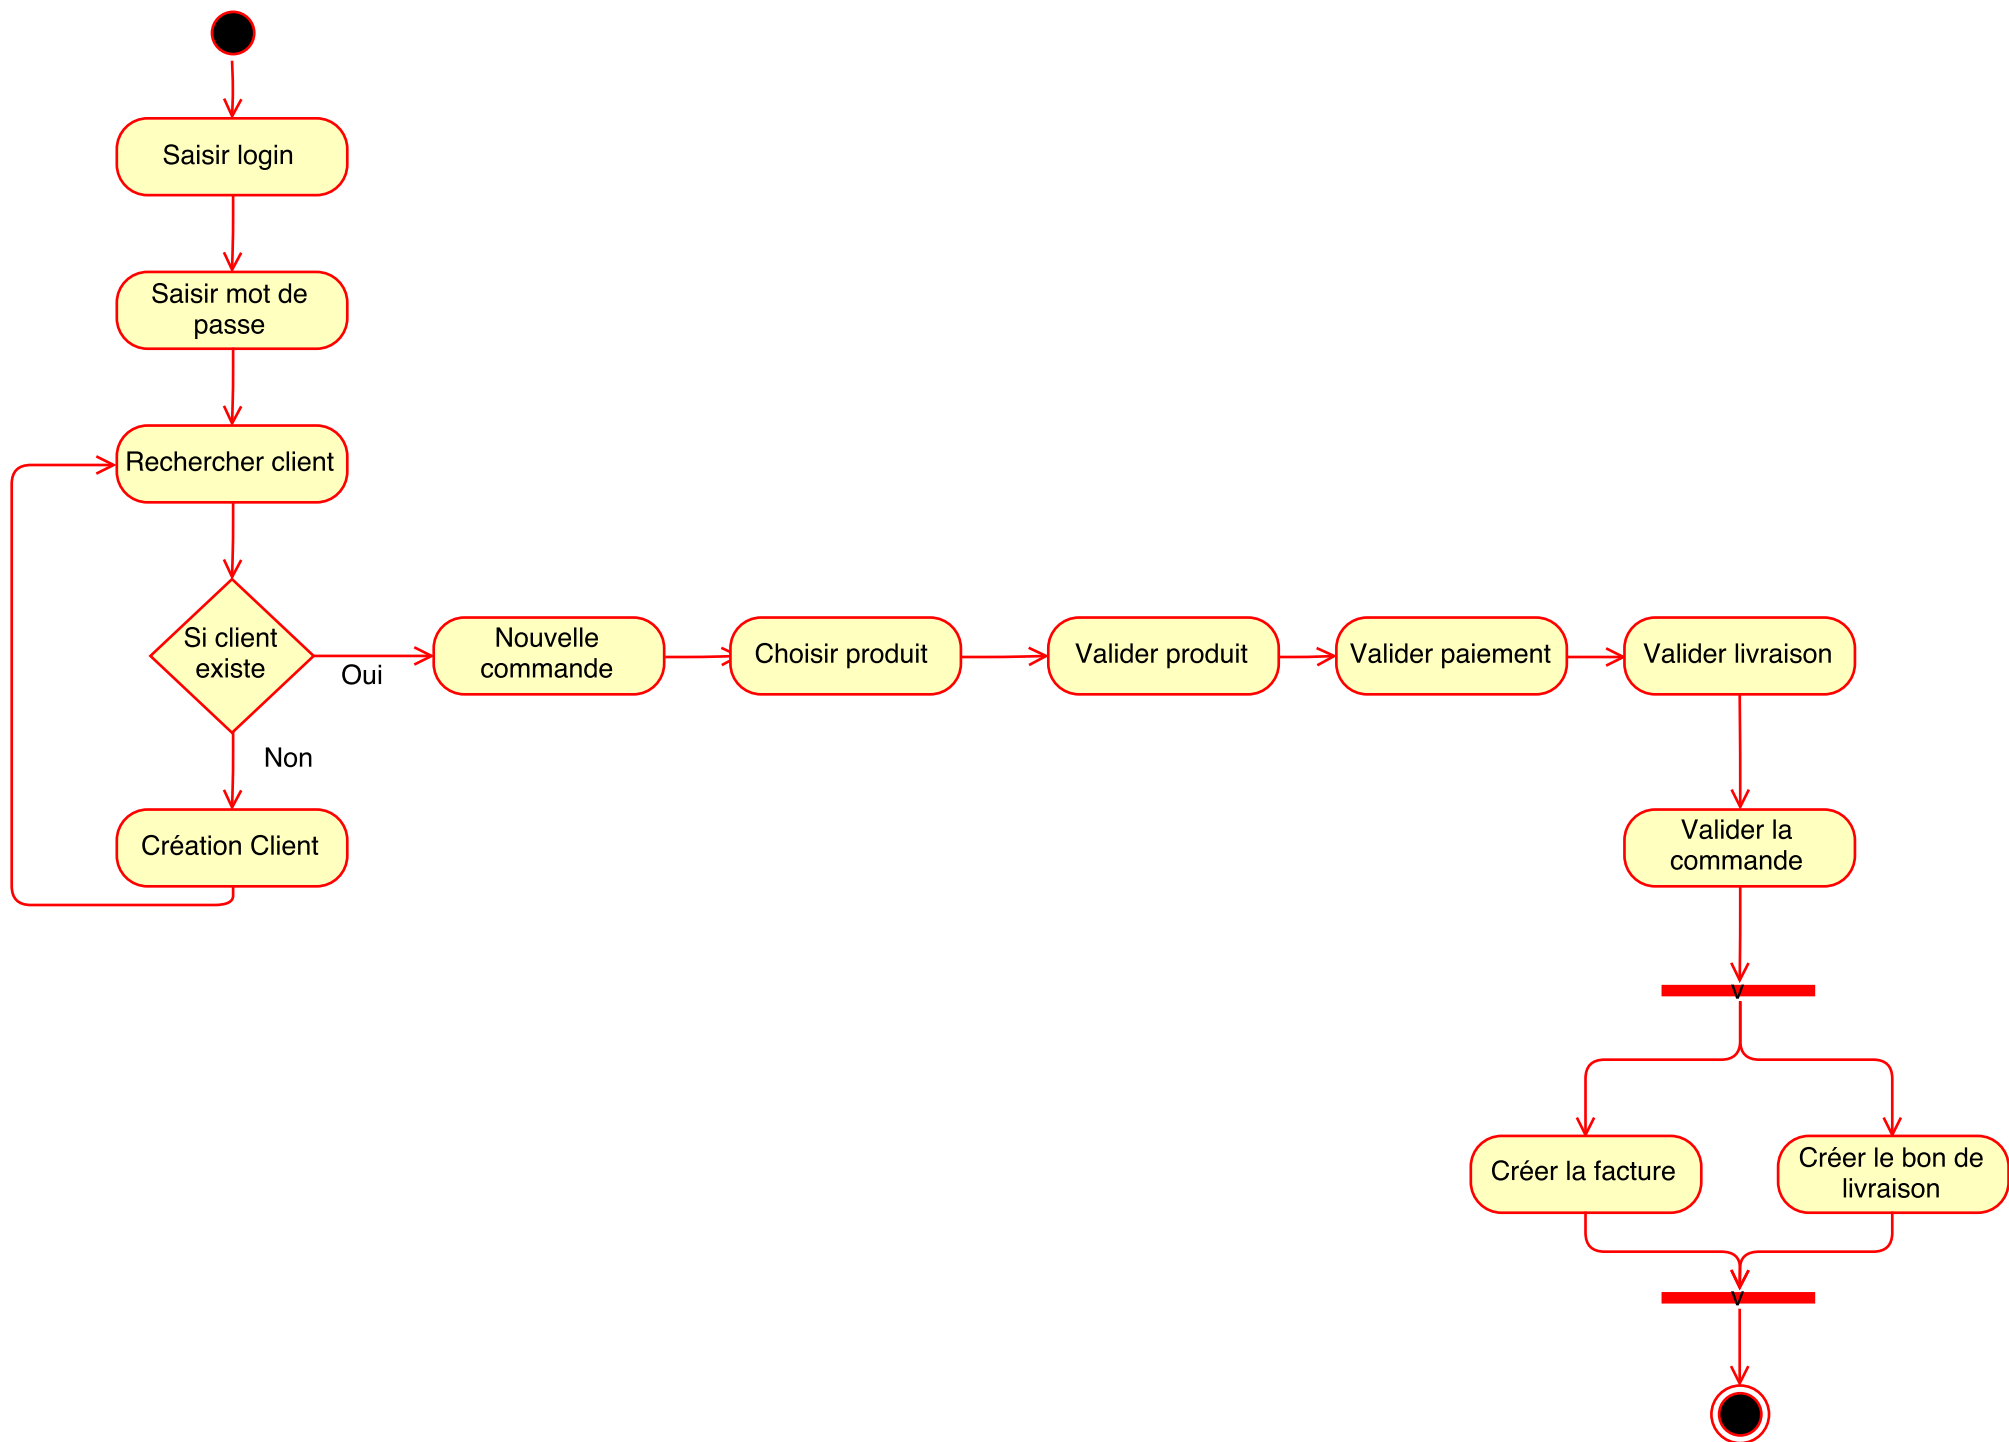 Saisir login
Saisir mot de
passe
Rechercher client
Si client
existe
Oui
Non
Nouvelle
commande
Choisir produit
Valider produit
Valider paiement
Valider livraison
Création Client
Valider la
commande
v
Créer la facture
Créer le bon de
livraison
v